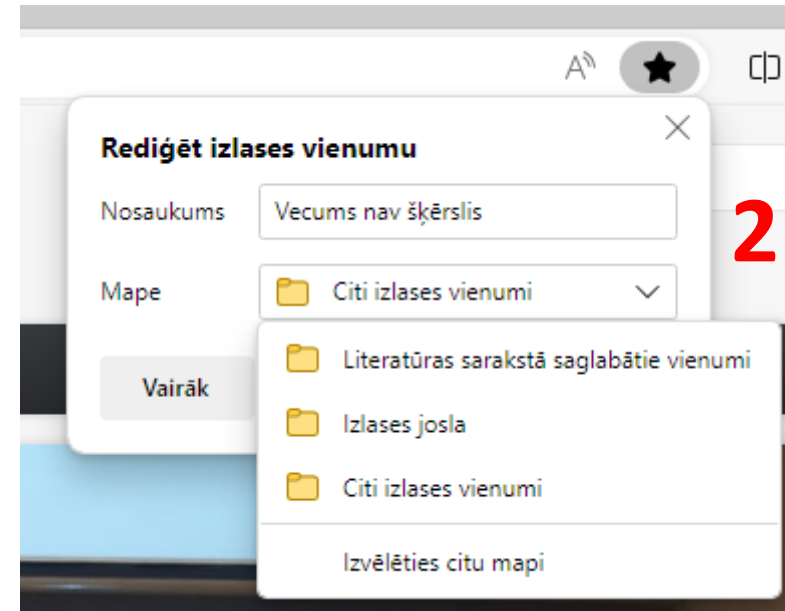 A
Rediģēt izlases vienumu
Nosaukums Vecums nav šķērslis
2
Mape Citi izlases vienumi
Literatūras sarakstā saglabātie vienumi
Vairāk
Izlases josla
Citi izlases vienumi
Izvēlēties citu mapi